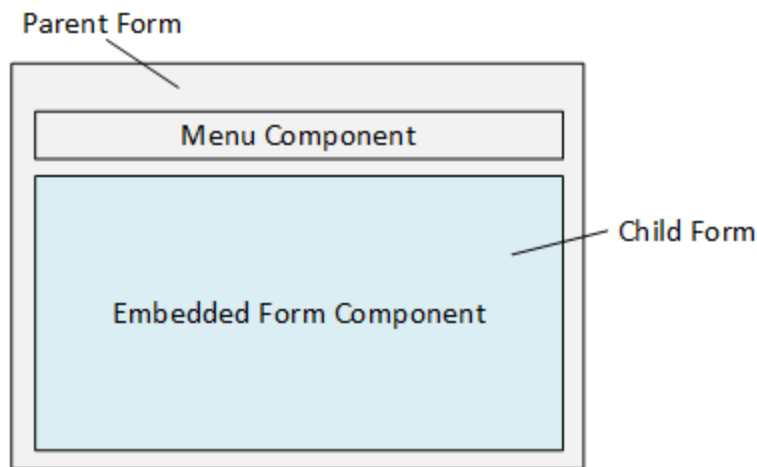 Parent Form
Menu Component
Child Form
Embedded Form Component